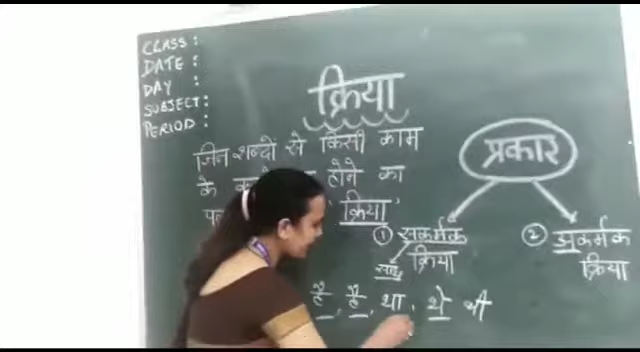 CLASS :
DATE :
DAY :
SUBJECT :
PERIOD :
क्रिया
जिन शब्दों से किसी काम
के होने का
'क्रिया'
प्रकार
① सकर्मक
क्रिया
② अकर्मक
क्रिया
है, हैं, था, थे थी